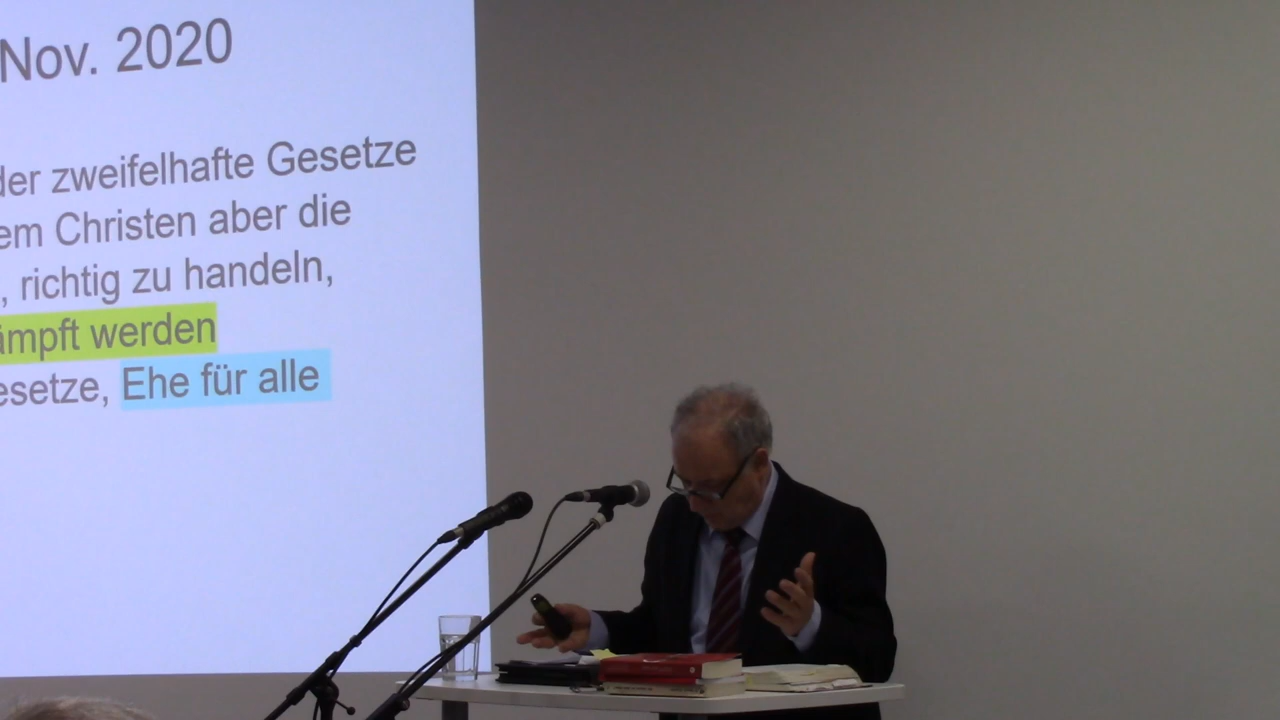 Nov. 2020
der zweifelhafte Gesetze
em Christen aber die
, richtig zu handeln,
ämpft werden
esetze, Ehe für alle